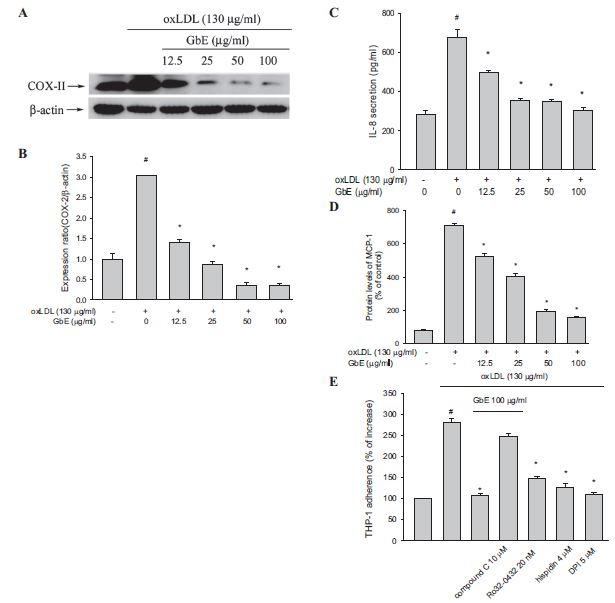 A
oxLDL (130 μg/ml)
GbE (μg/ml)
12.5 25 50 100
COX-II
β-actin
B
Expression ratio(COX-2/β-actin)
3.5
3.0
2.5
2.0
1.5
1.0
0.5
0.0
#
*
*
*
*
oxLDL (130 μg/ml) - + + + + +
GbE (μg/ml) - 0 12.5 25 50 100
C
IL-8 secretion (pg/ml)
800
600
400
200
0
#
*
*
*
*
oxLDL (130 μg/ml) - + + + + +
GbE (μg/ml) 0 0 12.5 25 50 100
D
Protein levels of MCP-1
(% of control)
800
600
400
200
0
#
*
*
*
*
oxLDL (130 μg/ml) - + + + + +
GbE (μg/ml) - - 12.5 25 50 100
E
oxLDL (130 μg/ml)
GbE 100 μg/ml
THP-1 adherence (% of increase)
350
300
250
200
150
100
50
0
#
*
*
*
*
compound C 10 μM
Ro32-0432 20 nM
hispidin 4 μM
DPI 5 μM